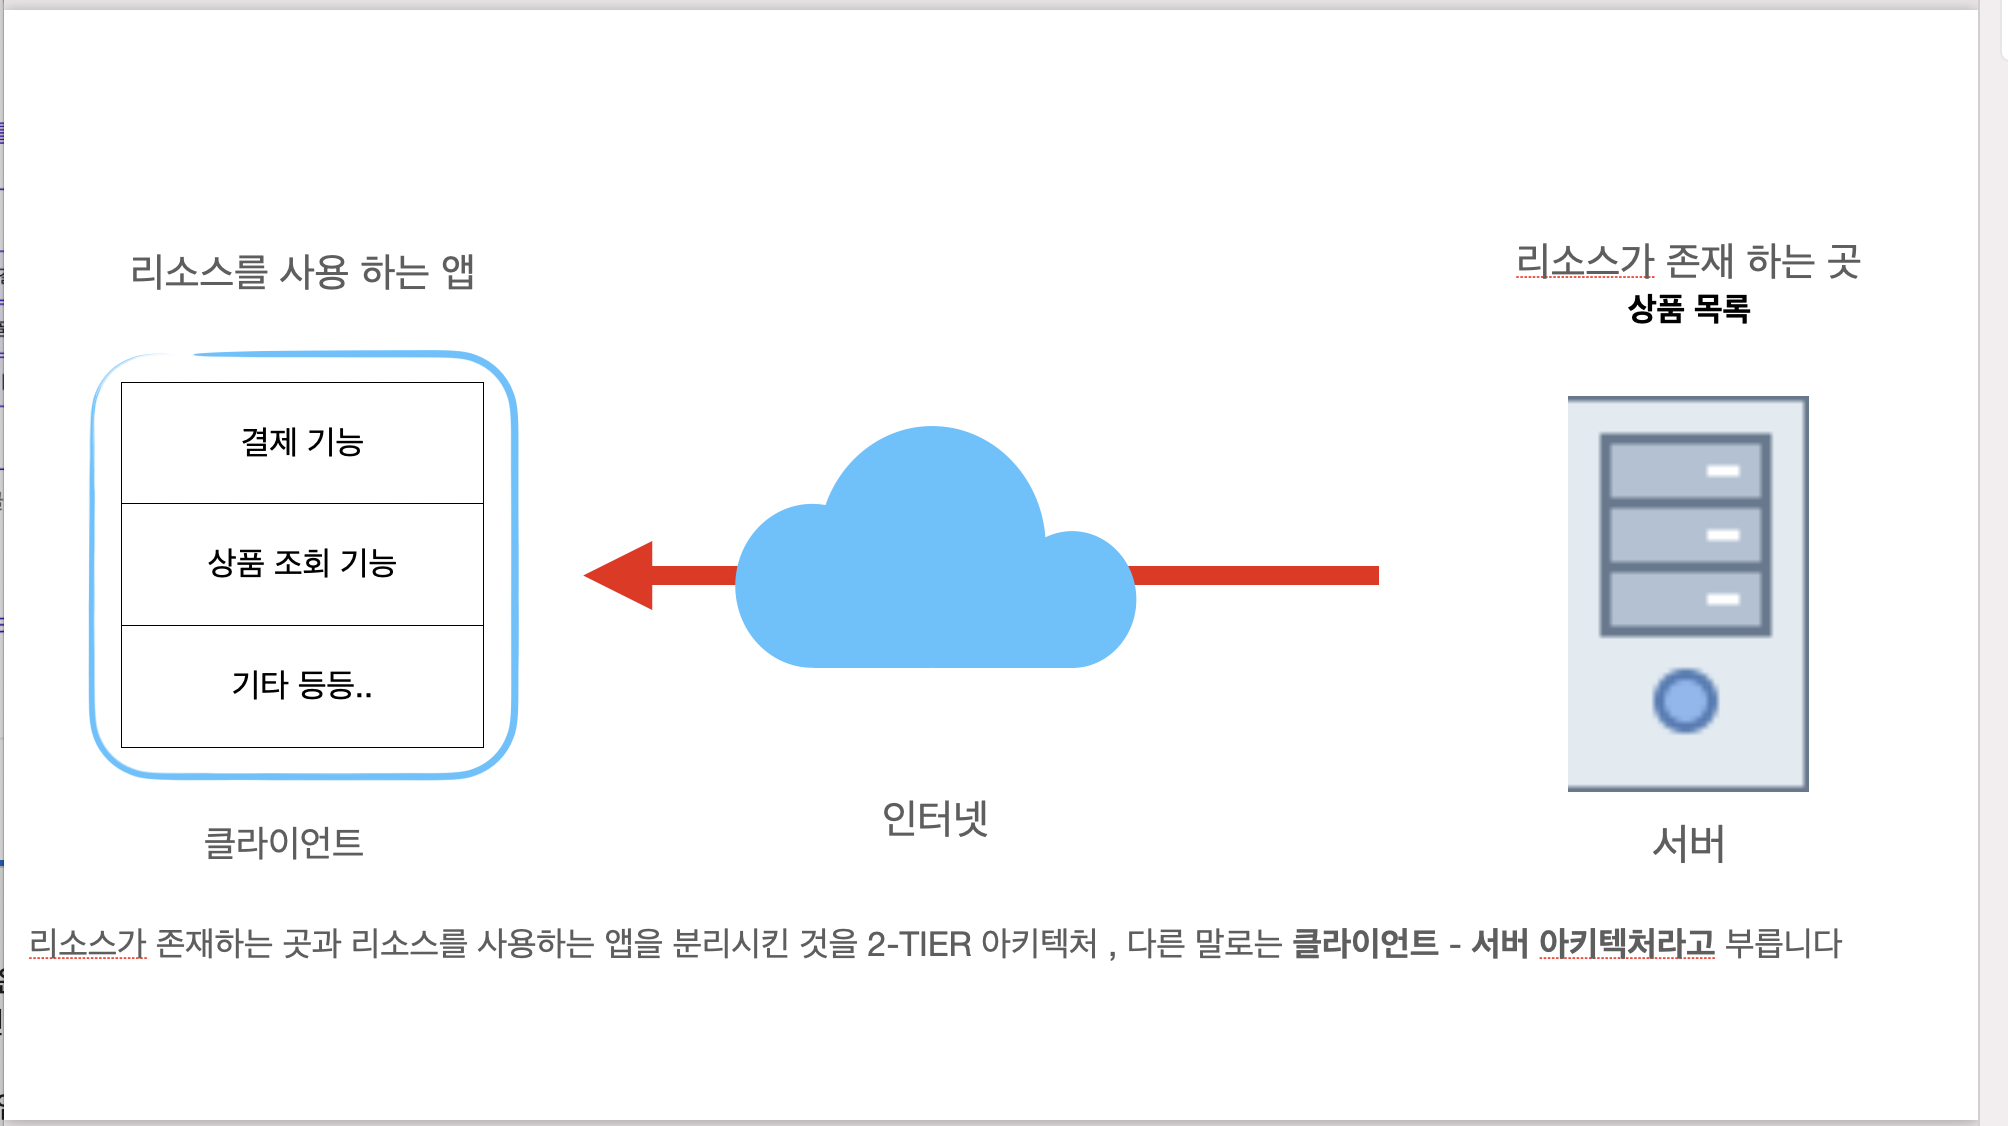 리소스를 사용 하는 앱
리소스가 존재 하는 곳
상품 목록
결제 기능
상품 조회 기능
기타 등등..
인터넷
클라이언트
서버
리소스가 존재하는 곳과 리소스를 사용하는 앱을 분리시킨 것을 2-TIER 아키텍처 , 다른 말로는 클라이언트 - 서버 아키텍처라고 부릅니다